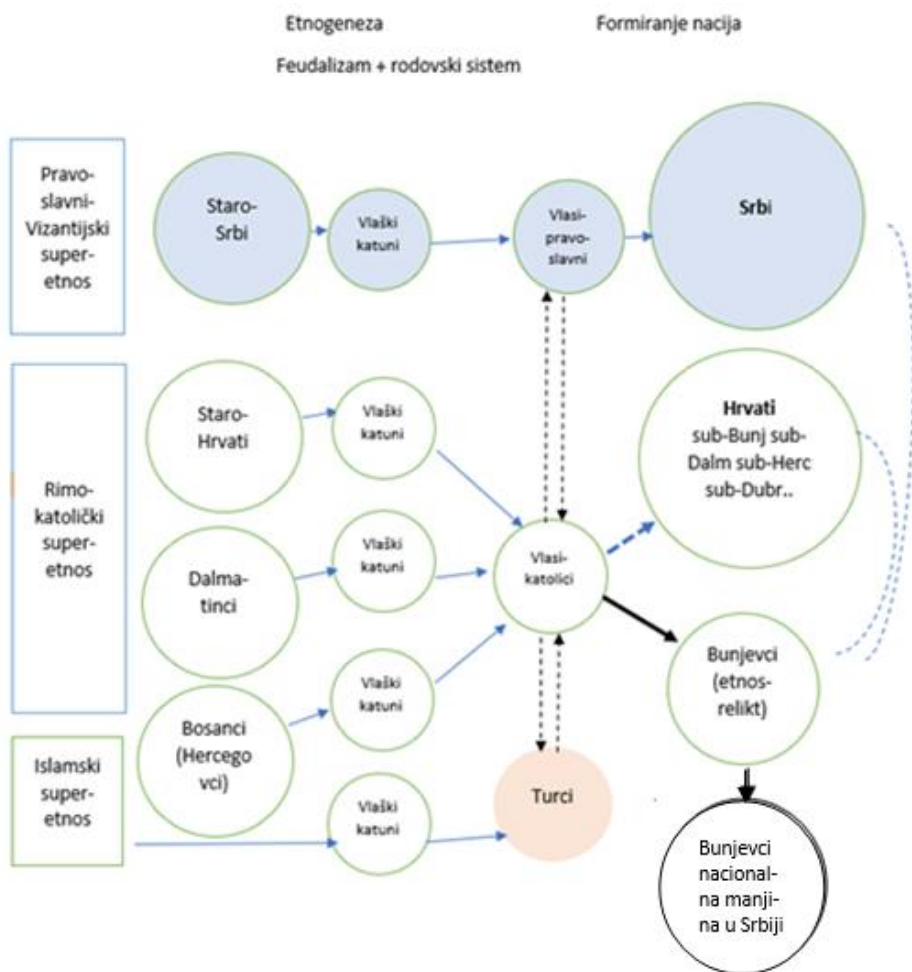 Etnogeneza
Formiranje nacija
Feudalizam + rodovski sistem
Pravo-
slavni-
Vizantijski
super-
etnos
Staro-
Srbi
Vlaški
katuni
Vlasi-
pravo-
slavni
Srbi
Rimo-
katolički
super-
etnos
Staro-
Hrvati
Vlaški
katuni
Hrvati
sub-Bunj sub-
Dalm sub-Herc
sub-Dubr..
Dalma-
tinci
Vlaški
katuni
Vlasi-
katolici
Bosanci
(Hercego
vci)
Vlaški
katuni
Bunjevci
(etnos-
relikt)
Islamski
super-
etnos
Vlaški
katuni
Turci
Bunjevci
nacional-
na manji-
na u Srbiji